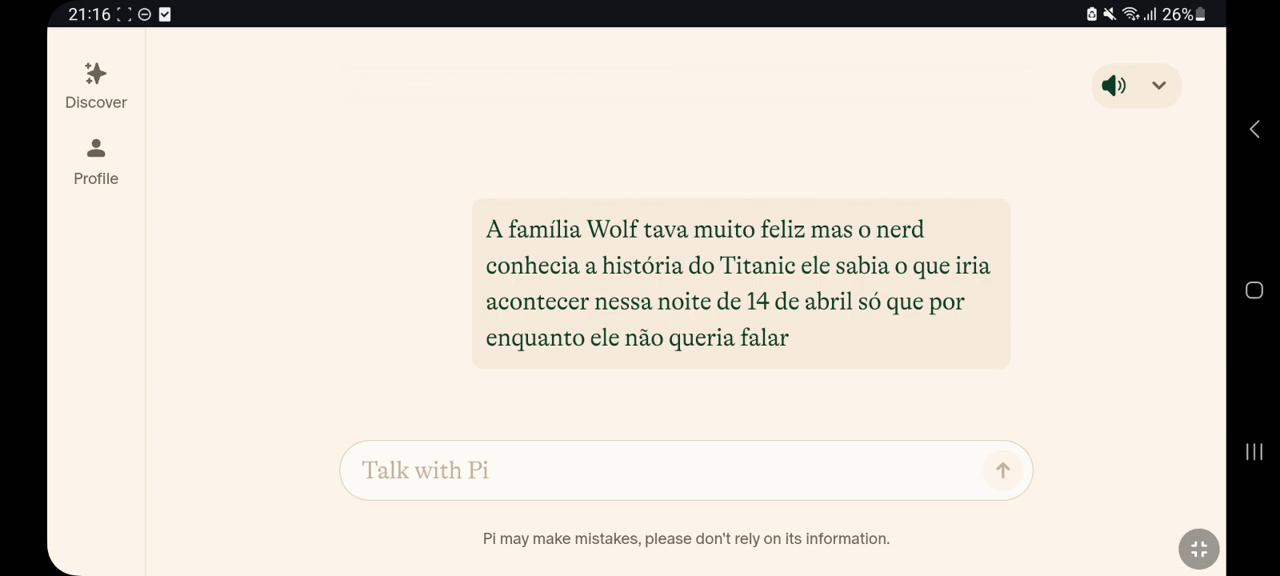 21:16
26%
Discover
Profile
A família Wolf tava muito feliz mas o nerd
conhecia a história do Titanic ele sabia o que iria
acontecer nessa noite de 14 de abril só que por
enquanto ele não queria falar
Talk with Pi
Pi may make mistakes, please don't rely on its information.